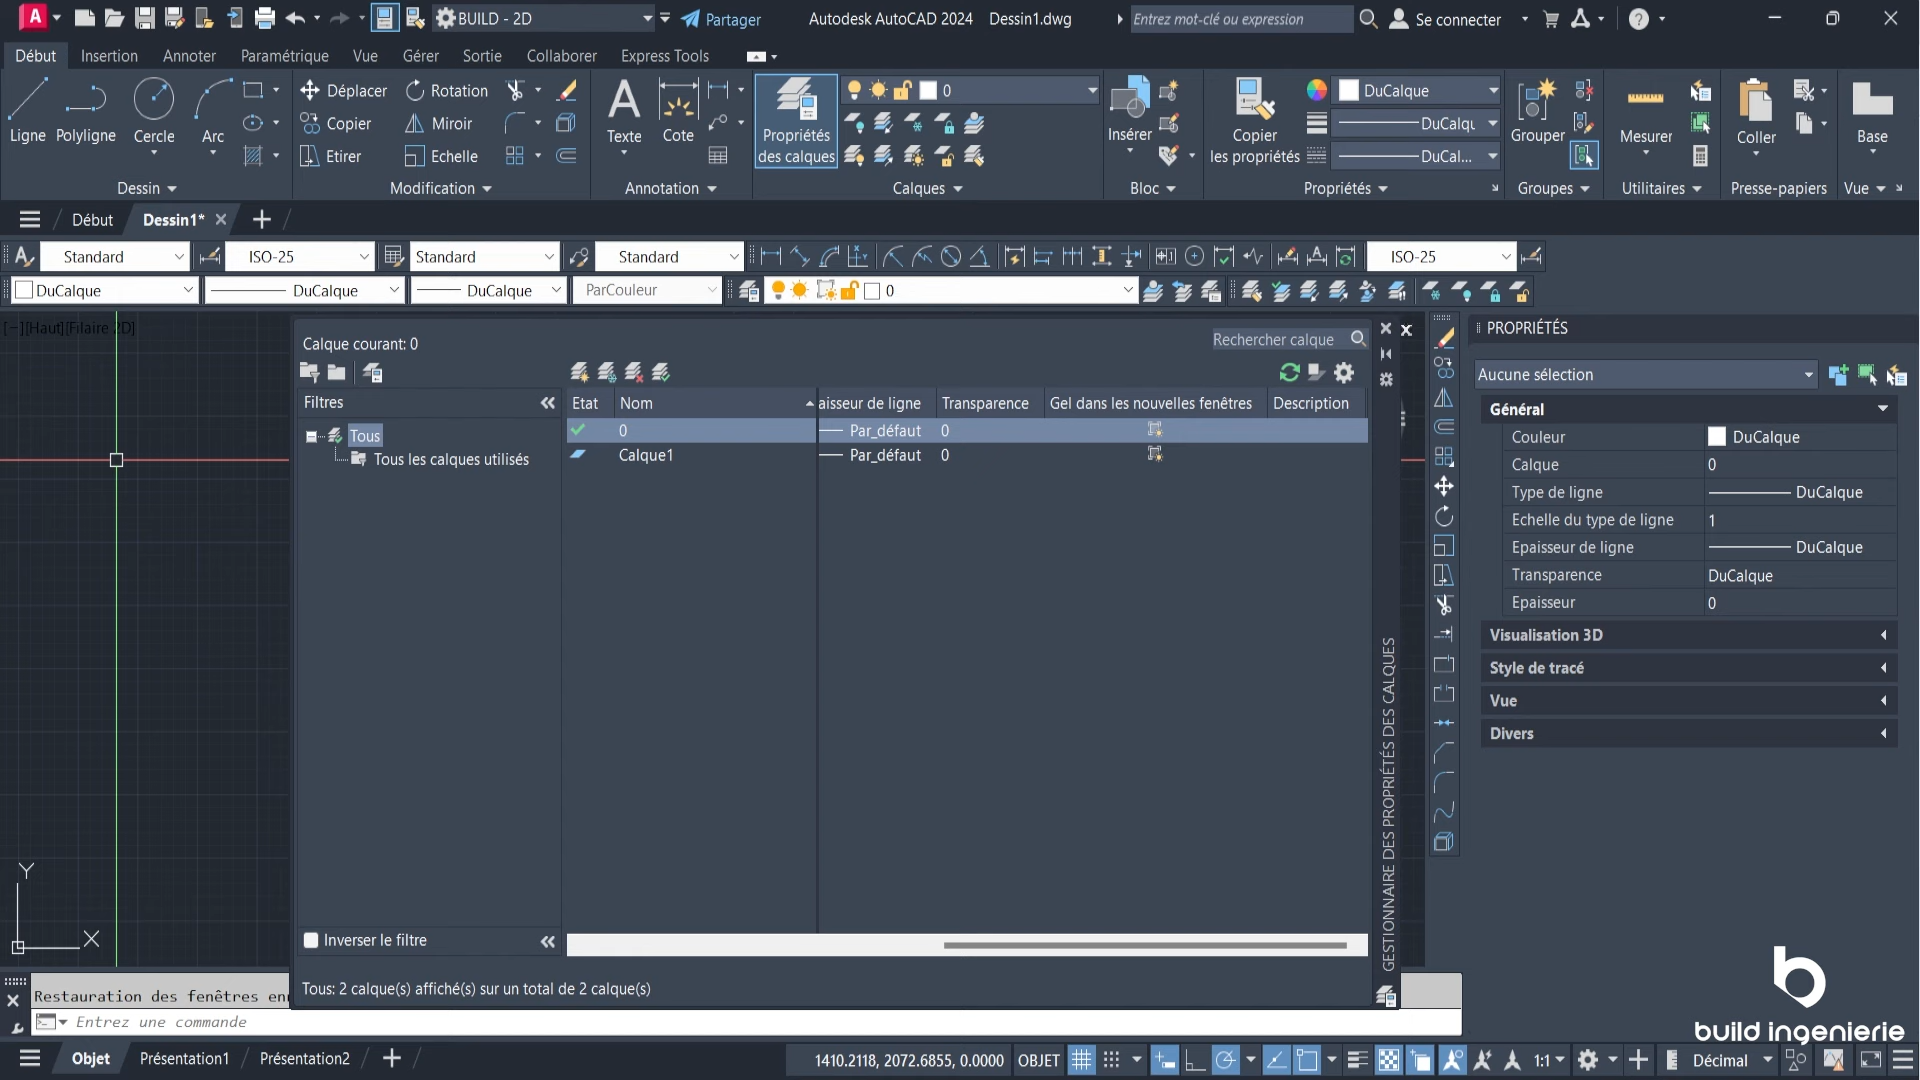 BUILD - 2D
Partager
Autodesk AutoCAD 2024 Dessin1.dwg
Entrez mot-clé ou expression
Se connecter
Début Insertion Annoter Paramétrique Vue Gérer Sortie Collaborer Express Tools
Ligne Polyligne Cercle Arc
Déplacer Rotation
Copier Miroir
Etirer Echelle
Texte Cote
Propriétés des calques
0
Insérer
Copier les propriétés
DuCalque
DuCalqu
DuCal...
Grouper
Mesurer
Coller
Base
Dessin Modification Annotation Calques Bloc Propriétés Groupes Utilitaires Presse-papiers Vue
Début Dessin1*
Standard ISO-25 Standard Standard ISO-25
DuCalque DuCalque DuCalque ParCouleur 0
[−][Haut][Filaire 2D]
Calque courant: 0
Rechercher calque
Filtres
Tous
Tous les calques utilisés
Etat Nom aisseur de ligne Transparence Gel dans les nouvelles fenêtres Description
0 Par_défaut 0
Calque1 Par_défaut 0
Inverser le filtre
Tous: 2 calque(s) affiché(s) sur un total de 2 calque(s)
GESTIONNAIRE DES PROPRIÉTÉS DES CALQUES
PROPRIÉTÉS
Aucune sélection
Général
Couleur DuCalque
Calque 0
Type de ligne DuCalque
Echelle du type de ligne 1
Epaisseur de ligne DuCalque
Transparence DuCalque
Epaisseur 0
Visualisation 3D
Style de tracé
Vue
Divers
Y
X
Restauration des fenêtres en
Entrez une commande
build ingenierie
Objet Présentation1 Présentation2
1410.2118, 2072.6855, 0.0000 OBJET 1:1 Décimal